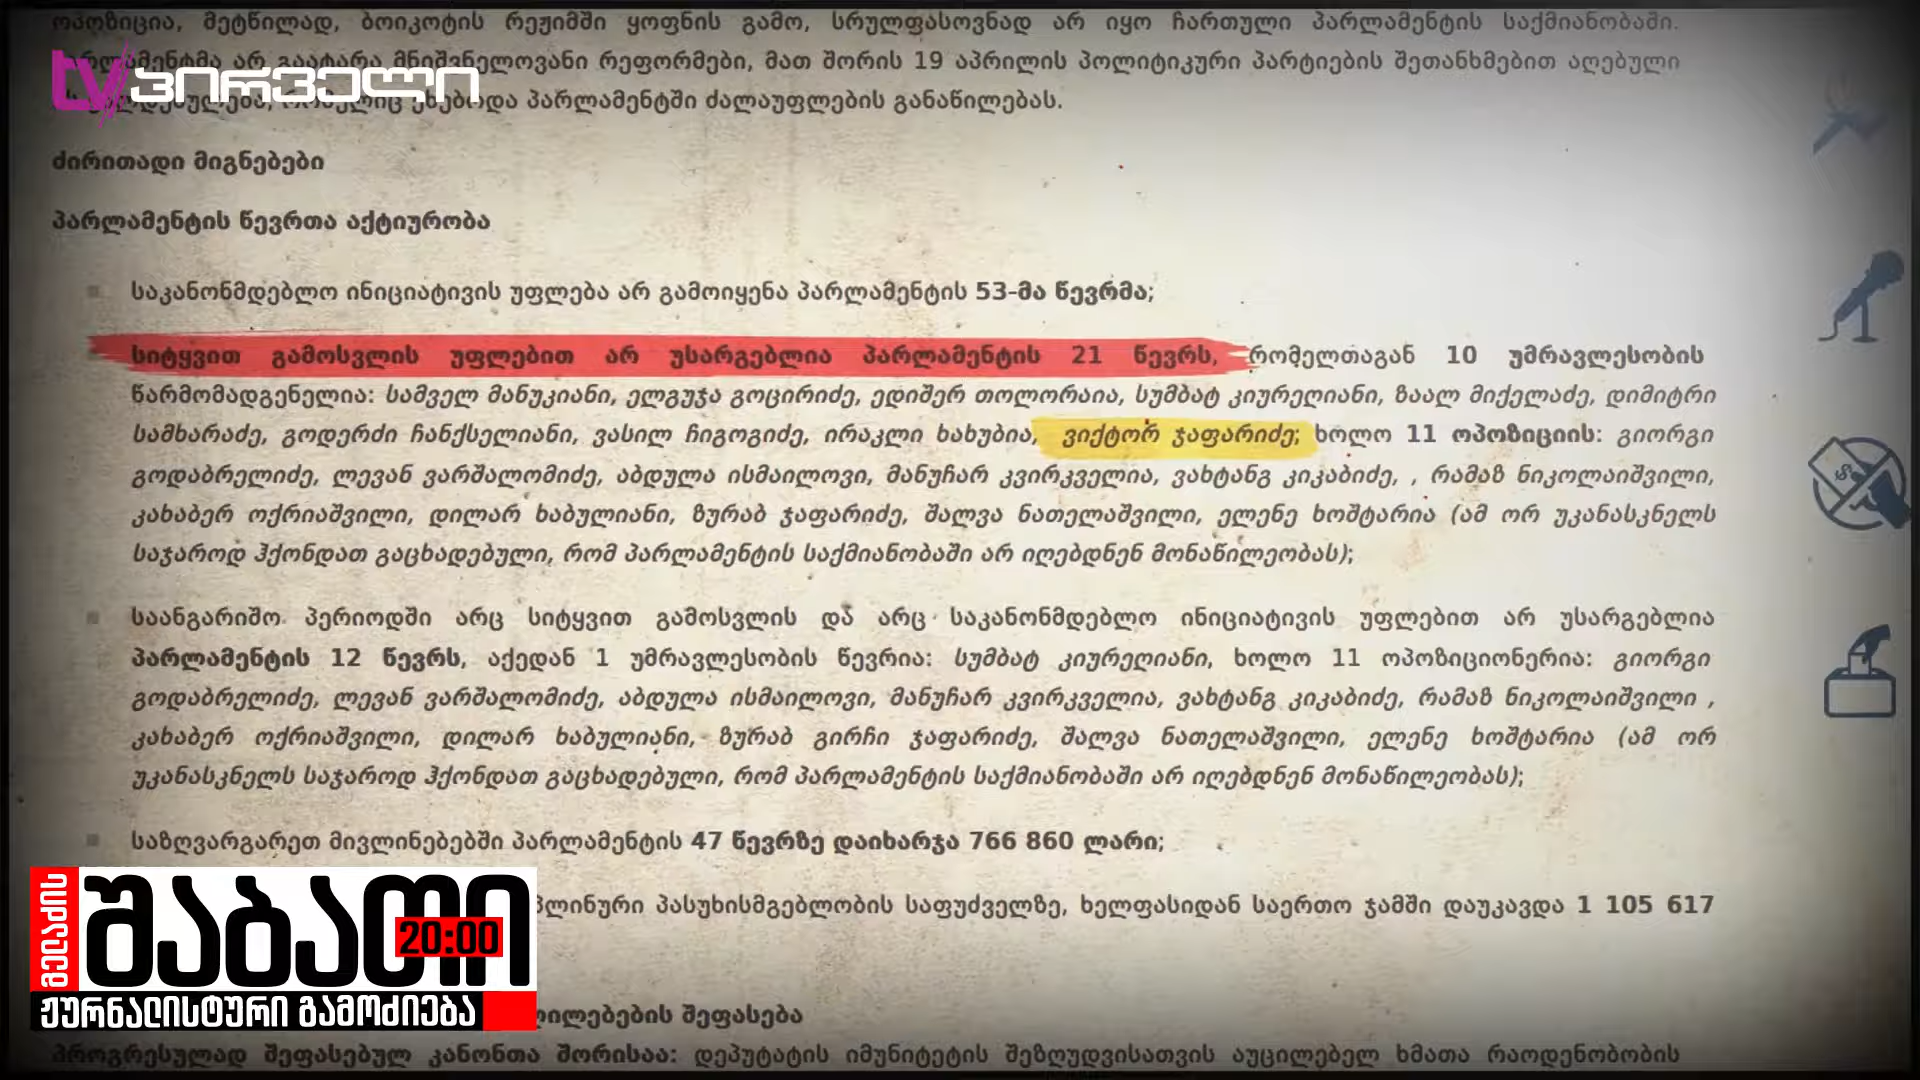 ოპოზიცია, მეტწილად, ბოიკოტის რეჟიმში ყოფნის გამო, სრულფასოვნად არ იყო ჩართული პარლამენტის საქმიანობაში.
არ გაატარა მნიშვნელოვანი რეფორმები, მათ შორის 19 აპრილის პოლიტიკური პარტიების შეთანხმებით აღებული
tv პირველი
პარლამენტში ძალაუფლების განაწილებას.
ძირითადი მიგნებები
პარლამენტის წევრთა აქტიურობა
საკანონმდებლო ინიციატივის უფლება არ გამოიყენა პარლამენტის 53-მა წევრმა;
სიტყვით გამოსვლის უფლებით არ უსარგებლია პარლამენტის 21 წევრს, რომელთაგან 10 უმრავლესობის
წარმომადგენელია: სამველ მანუკიანი, ელგუჯა გოცირიძე, ედიშერ თოლორაია, სუმბატ კიურეღიანი, ზაალ მიქელაძე, დიმიტრი
სამხარაძე, გოდერძი ჩანქსელიანი, ვასილ ჩიგოგიძე, ირაკლი ხახუბია, ვიქტორ ჯაფარიძე; ხოლო 11 ოპოზიციის: გიორგი
გოდაბრელიძე, ლევან ვარშალომიძე, აბდულა ისმაილოვი, მანუჩარ კვირკველია, ვახტანგ კიკაბიძე, , რამაზ ნიკოლაიშვილი,
კახაბერ ოქრიაშვილი, დილარ ხაბულიანი, ზურაბ ჯაფარიძე, შალვა ნათელაშვილი, ელენე ხოშტარია (ამ ორ უკანასკნელს
საჯაროდ ჰქონდათ გაცხადებული, რომ პარლამენტის საქმიანობაში არ იღებდნენ მონაწილეობას);
საანგარიშო პერიოდში არც სიტყვით გამოსვლის და არც საკანონმდებლო ინიციატივის უფლებით არ უსარგებლია
პარლამენტის 12 წევრს, აქედან 1 უმრავლესობის წევრია: სუმბატ კიურეღიანი, ხოლო 11 ოპოზიციონერია: გიორგი
გოდაბრელიძე, ლევან ვარშალომიძე, აბდულა ისმაილოვი, მანუჩარ კვირკველია, ვახტანგ კიკაბიძე, რამაზ ნიკოლაიშვილი ,
კახაბერ ოქრიაშვილი, დილარ ხაბულიანი, ზურაბ გირჩი ჯაფარიძე, შალვა ნათელაშვილი, ელენე ხოშტარია (ამ ორ
უკანასკნელს საჯაროდ ჰქონდათ გაცხადებული, რომ პარლამენტის საქმიანობაში არ იღებდნენ მონაწილეობას);
საზღვარგარეთ მივლინებებში პარლამენტის 47 წევრზე დაიხარჯა 766 860 ლარი;
პასუხისმგებლობის საფუძველზე, ხელფასიდან საერთო ჯამში დაუკავდა 1 105 617
მელაძის
შაბათი
20:00
ჟურნალისტური გამოძიება
შეფასება
პროგრესულად შეფასებულ კანონთა შორისაა: დეპუტატის იმუნიტეტის შეზღუდვისათვის აუცილებელ ხმათა რაოდენობობის